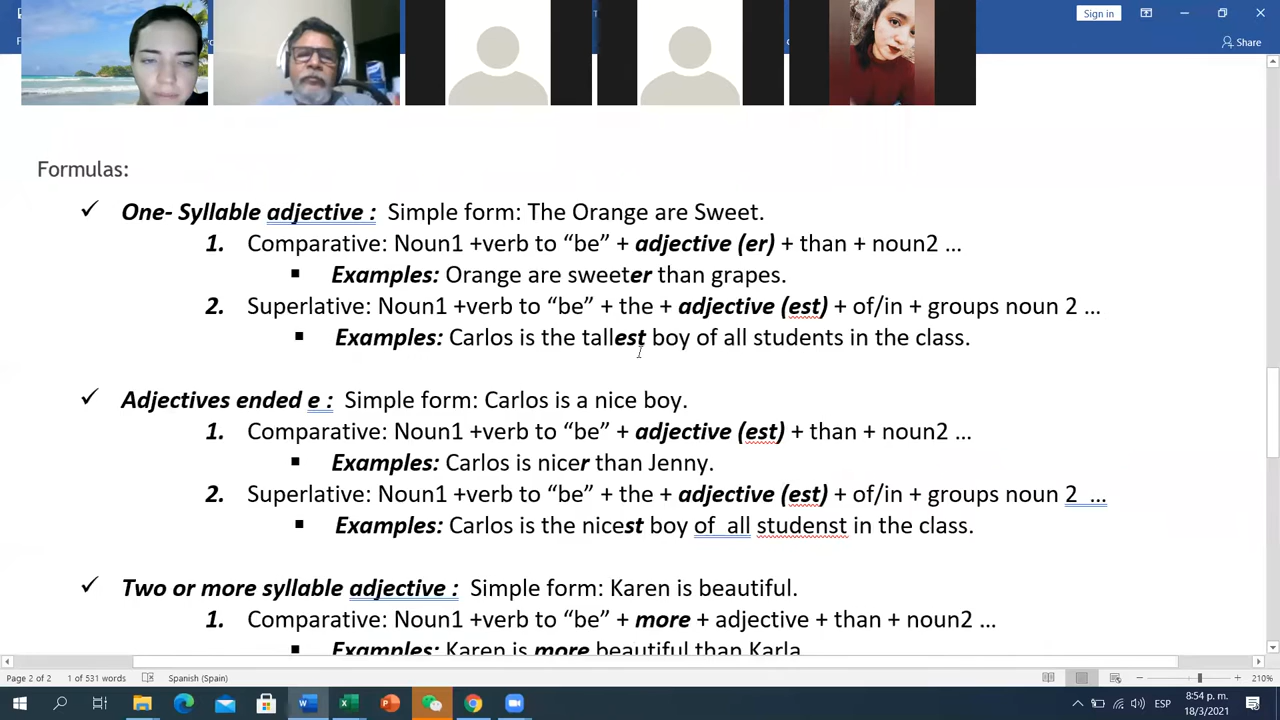 Sign in
Share
Formulas:
✓ One- Syllable adjective : Simple form: The Orange are Sweet.
1. Comparative: Noun1 +verb to “be” + adjective (er) + than + noun2 ...
▪ Examples: Orange are sweeter than grapes.
2. Superlative: Noun1 +verb to “be” + the + adjective (est) + of/in + groups noun 2 ...
▪ Examples: Carlos is the tallest boy of all students in the class.
✓ Adjectives ended e : Simple form: Carlos is a nice boy.
1. Comparative: Noun1 +verb to “be” + adjective (est) + than + noun2 ...
▪ Examples: Carlos is nicer than Jenny.
2. Superlative: Noun1 +verb to “be” + the + adjective (est) + of/in + groups noun 2 ...
▪ Examples: Carlos is the nicest boy of all studenst in the class.
✓ Two or more syllable adjective : Simple form: Karen is beautiful.
1. Comparative: Noun1 +verb to “be” + more + adjective + than + noun2 ...
▪ Examples: Karen is more beautiful than Karla
Page 2 of 2 1 of 531 words Spanish (Spain) 210%
ESP 8:54 p. m.
18/3/2021